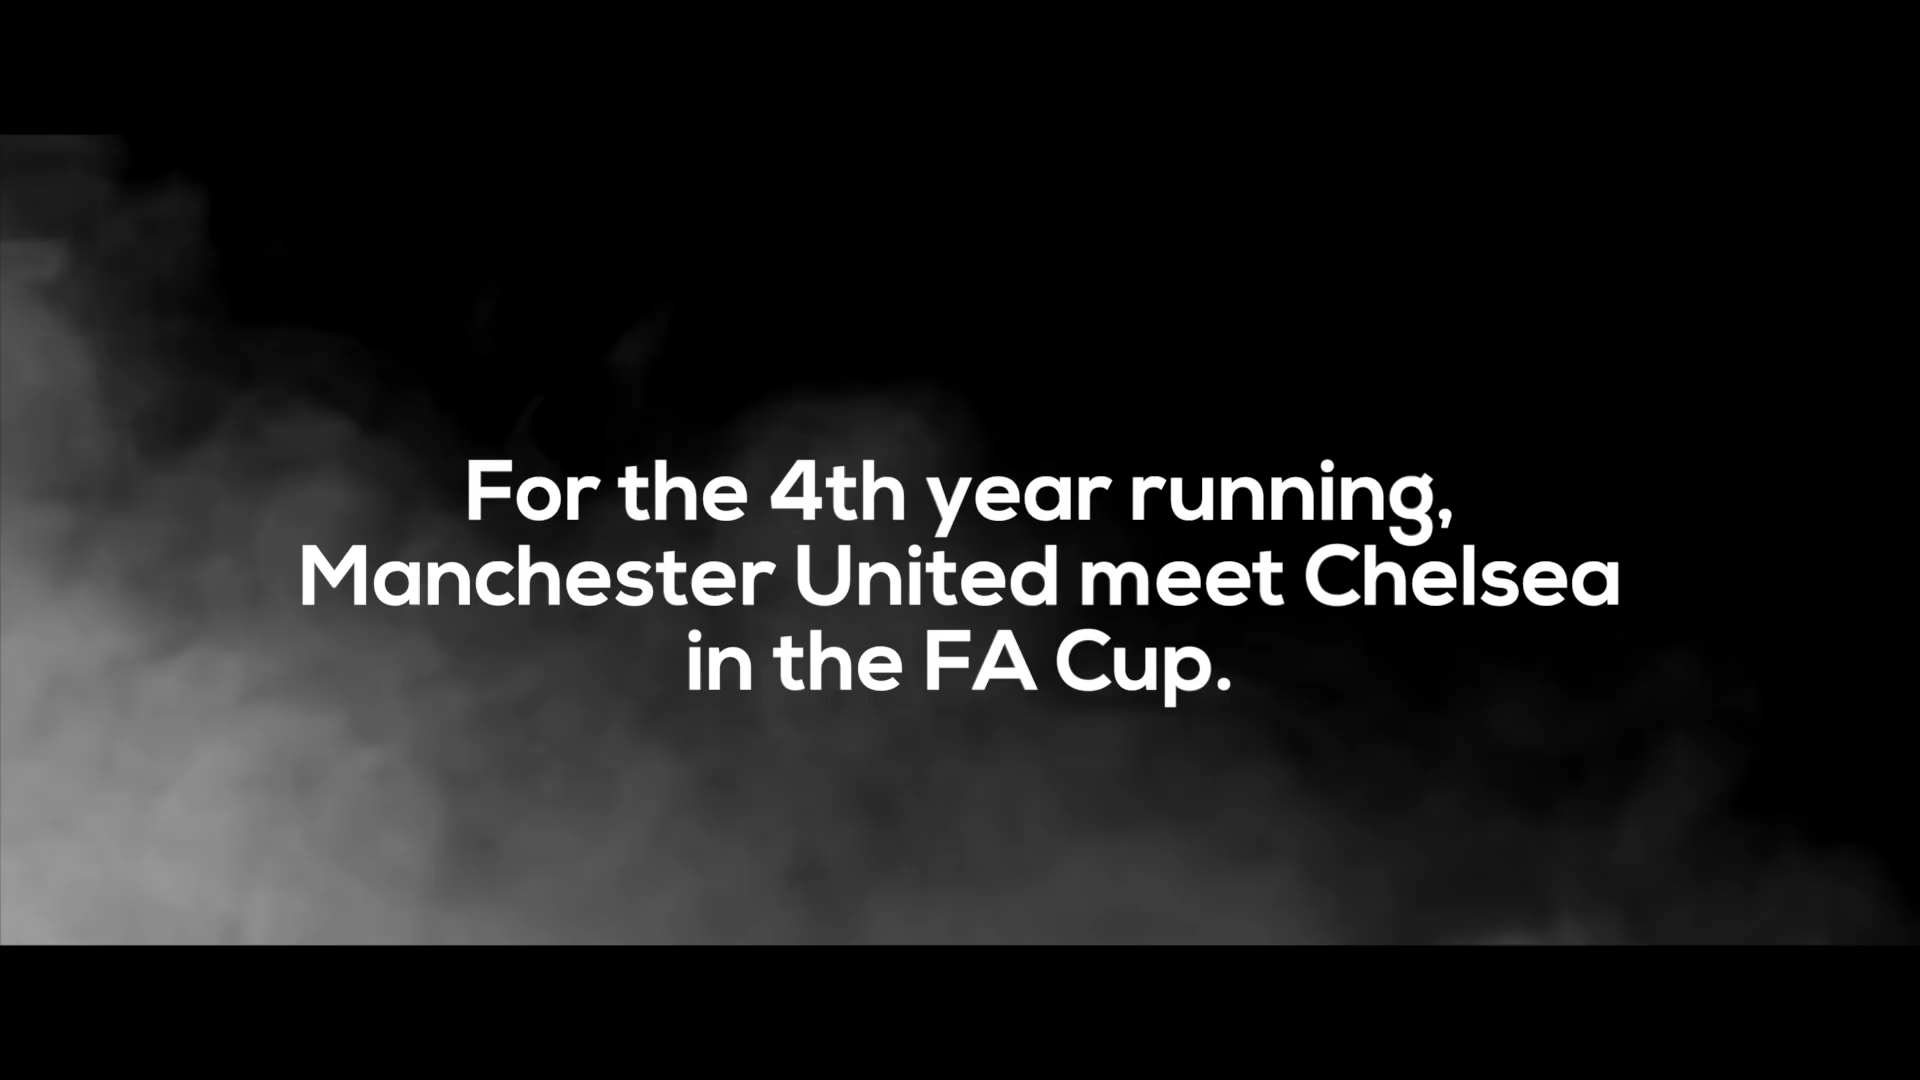 For the 4th year running,
Manchester United meet Chelsea
in the FA Cup.